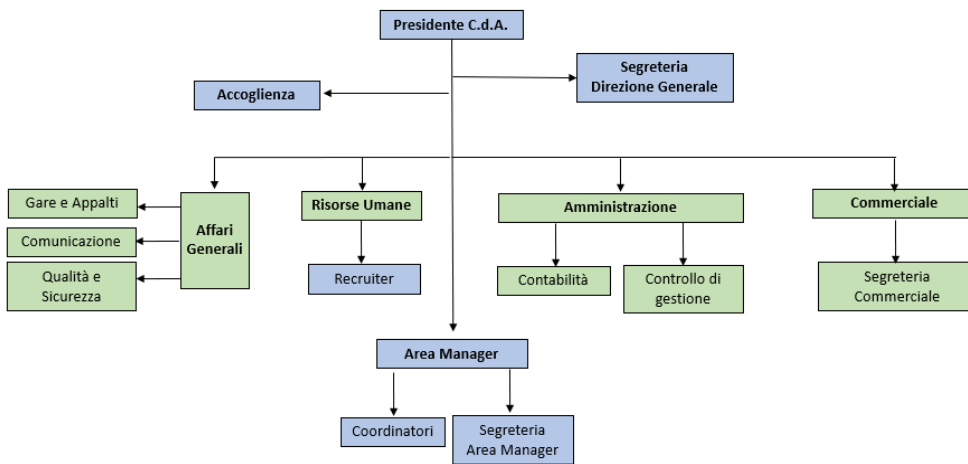 Presidente C.d.A.
Segreteria
Direzione Generale
Accoglienza
Gare e Appalti
Comunicazione
Qualità e
Sicurezza
Affari
Generali
Risorse Umane
Recruiter
Amministrazione
Contabilità
Controllo di
gestione
Commerciale
Segreteria
Commerciale
Area Manager
Coordinatori
Segreteria
Area Manager